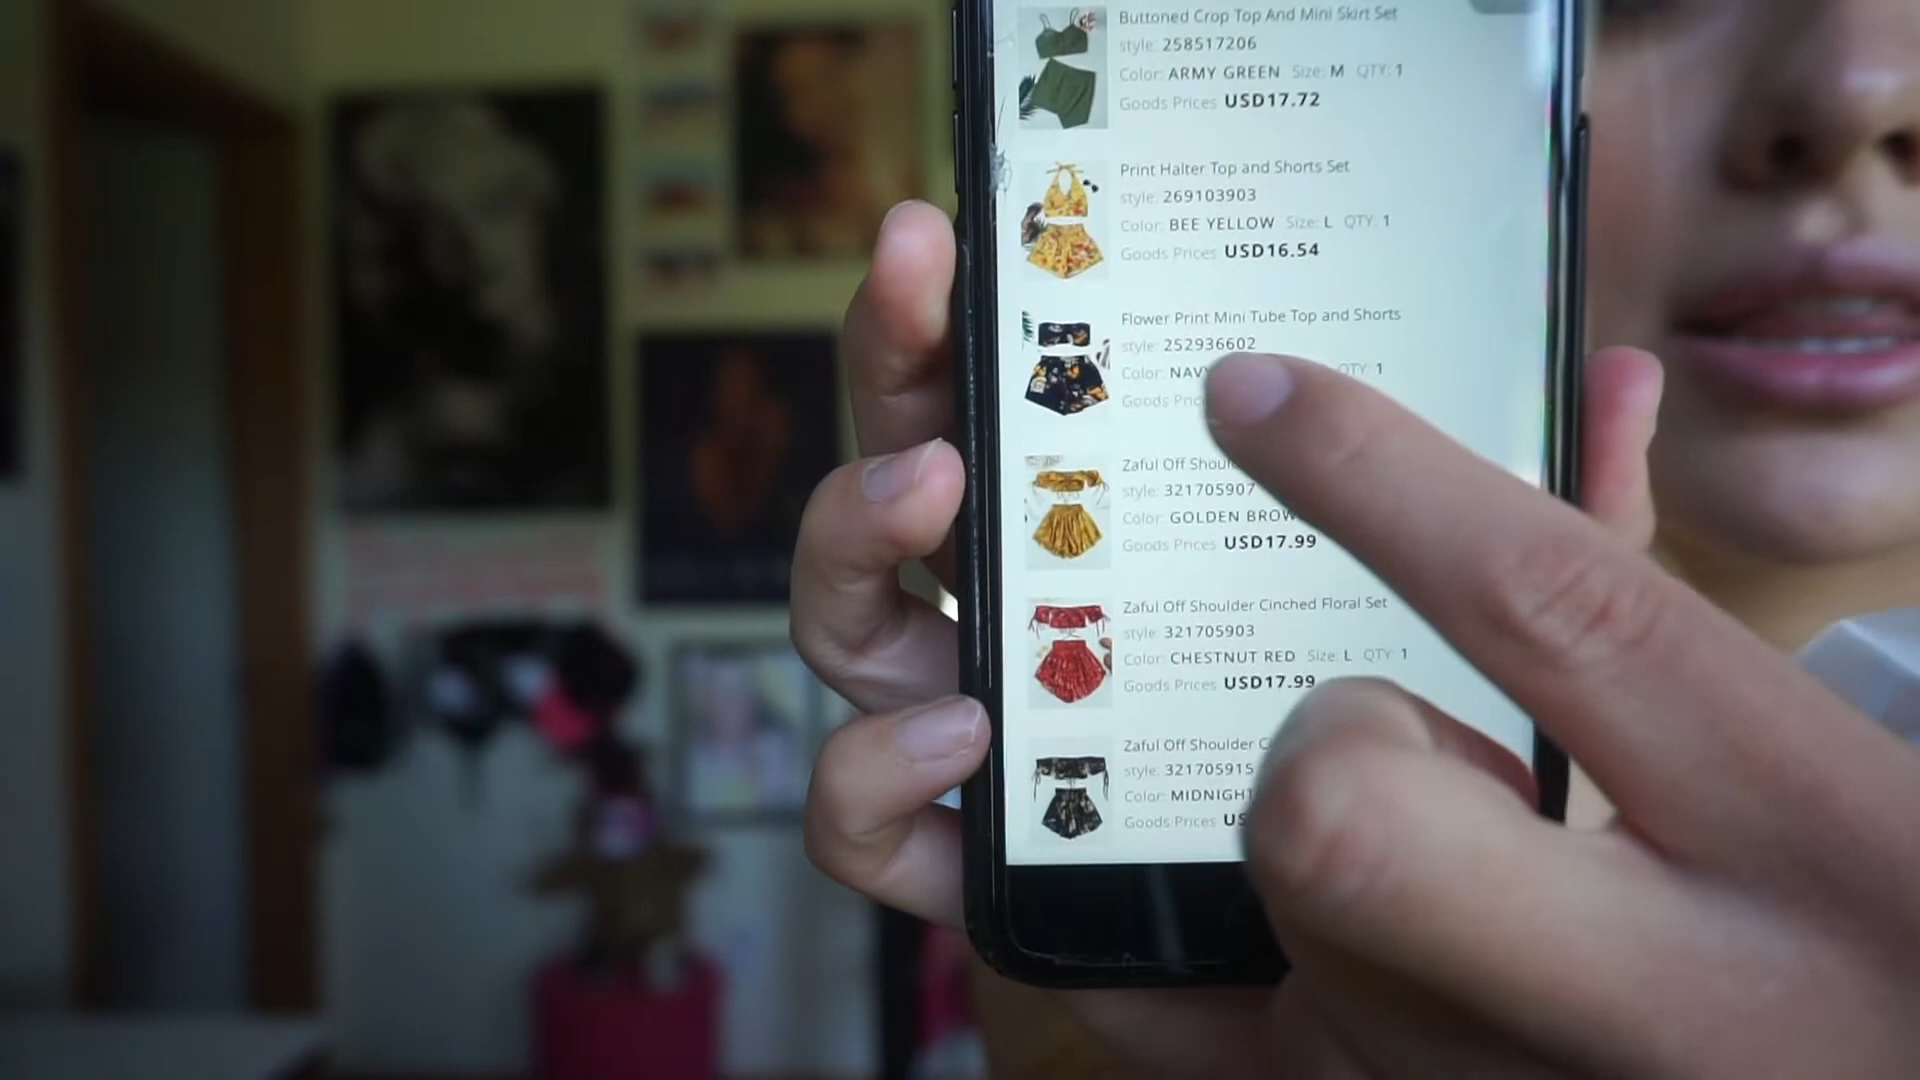 Buttoned Crop Top And Mini Skirt Set
style: 258517206
Color: ARMY GREEN Size: M QTY: 1
Goods Prices USD17.72
Print Halter Top and Shorts Set
style: 269103903
Color: BEE YELLOW Size: L QTY: 1
Goods Prices USD16.54
Flower Print Mini Tube Top and Shorts
style: 252936602
Color: NAVY QTY: 1
Goods
Zaful Off
style: 321705907
Color: GOLDEN
Goods Prices USD17.99
Zaful Off Shoulder Cinched Floral Set
style: 321705903
Color: CHESTNUT RED Size: L QTY: 1
Goods Prices USD17.99
Zaful Off Shoulder
style: 321705915
Color:
Goods Prices